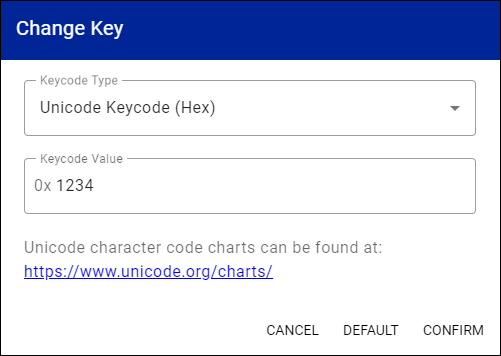 Change Key
Keycode Type
Unicode Keycode (Hex)
Keycode Value
0x 1234
Unicode character code charts can be found at:
https://www.unicode.org/charts/
CANCEL DEFAULT CONFIRM